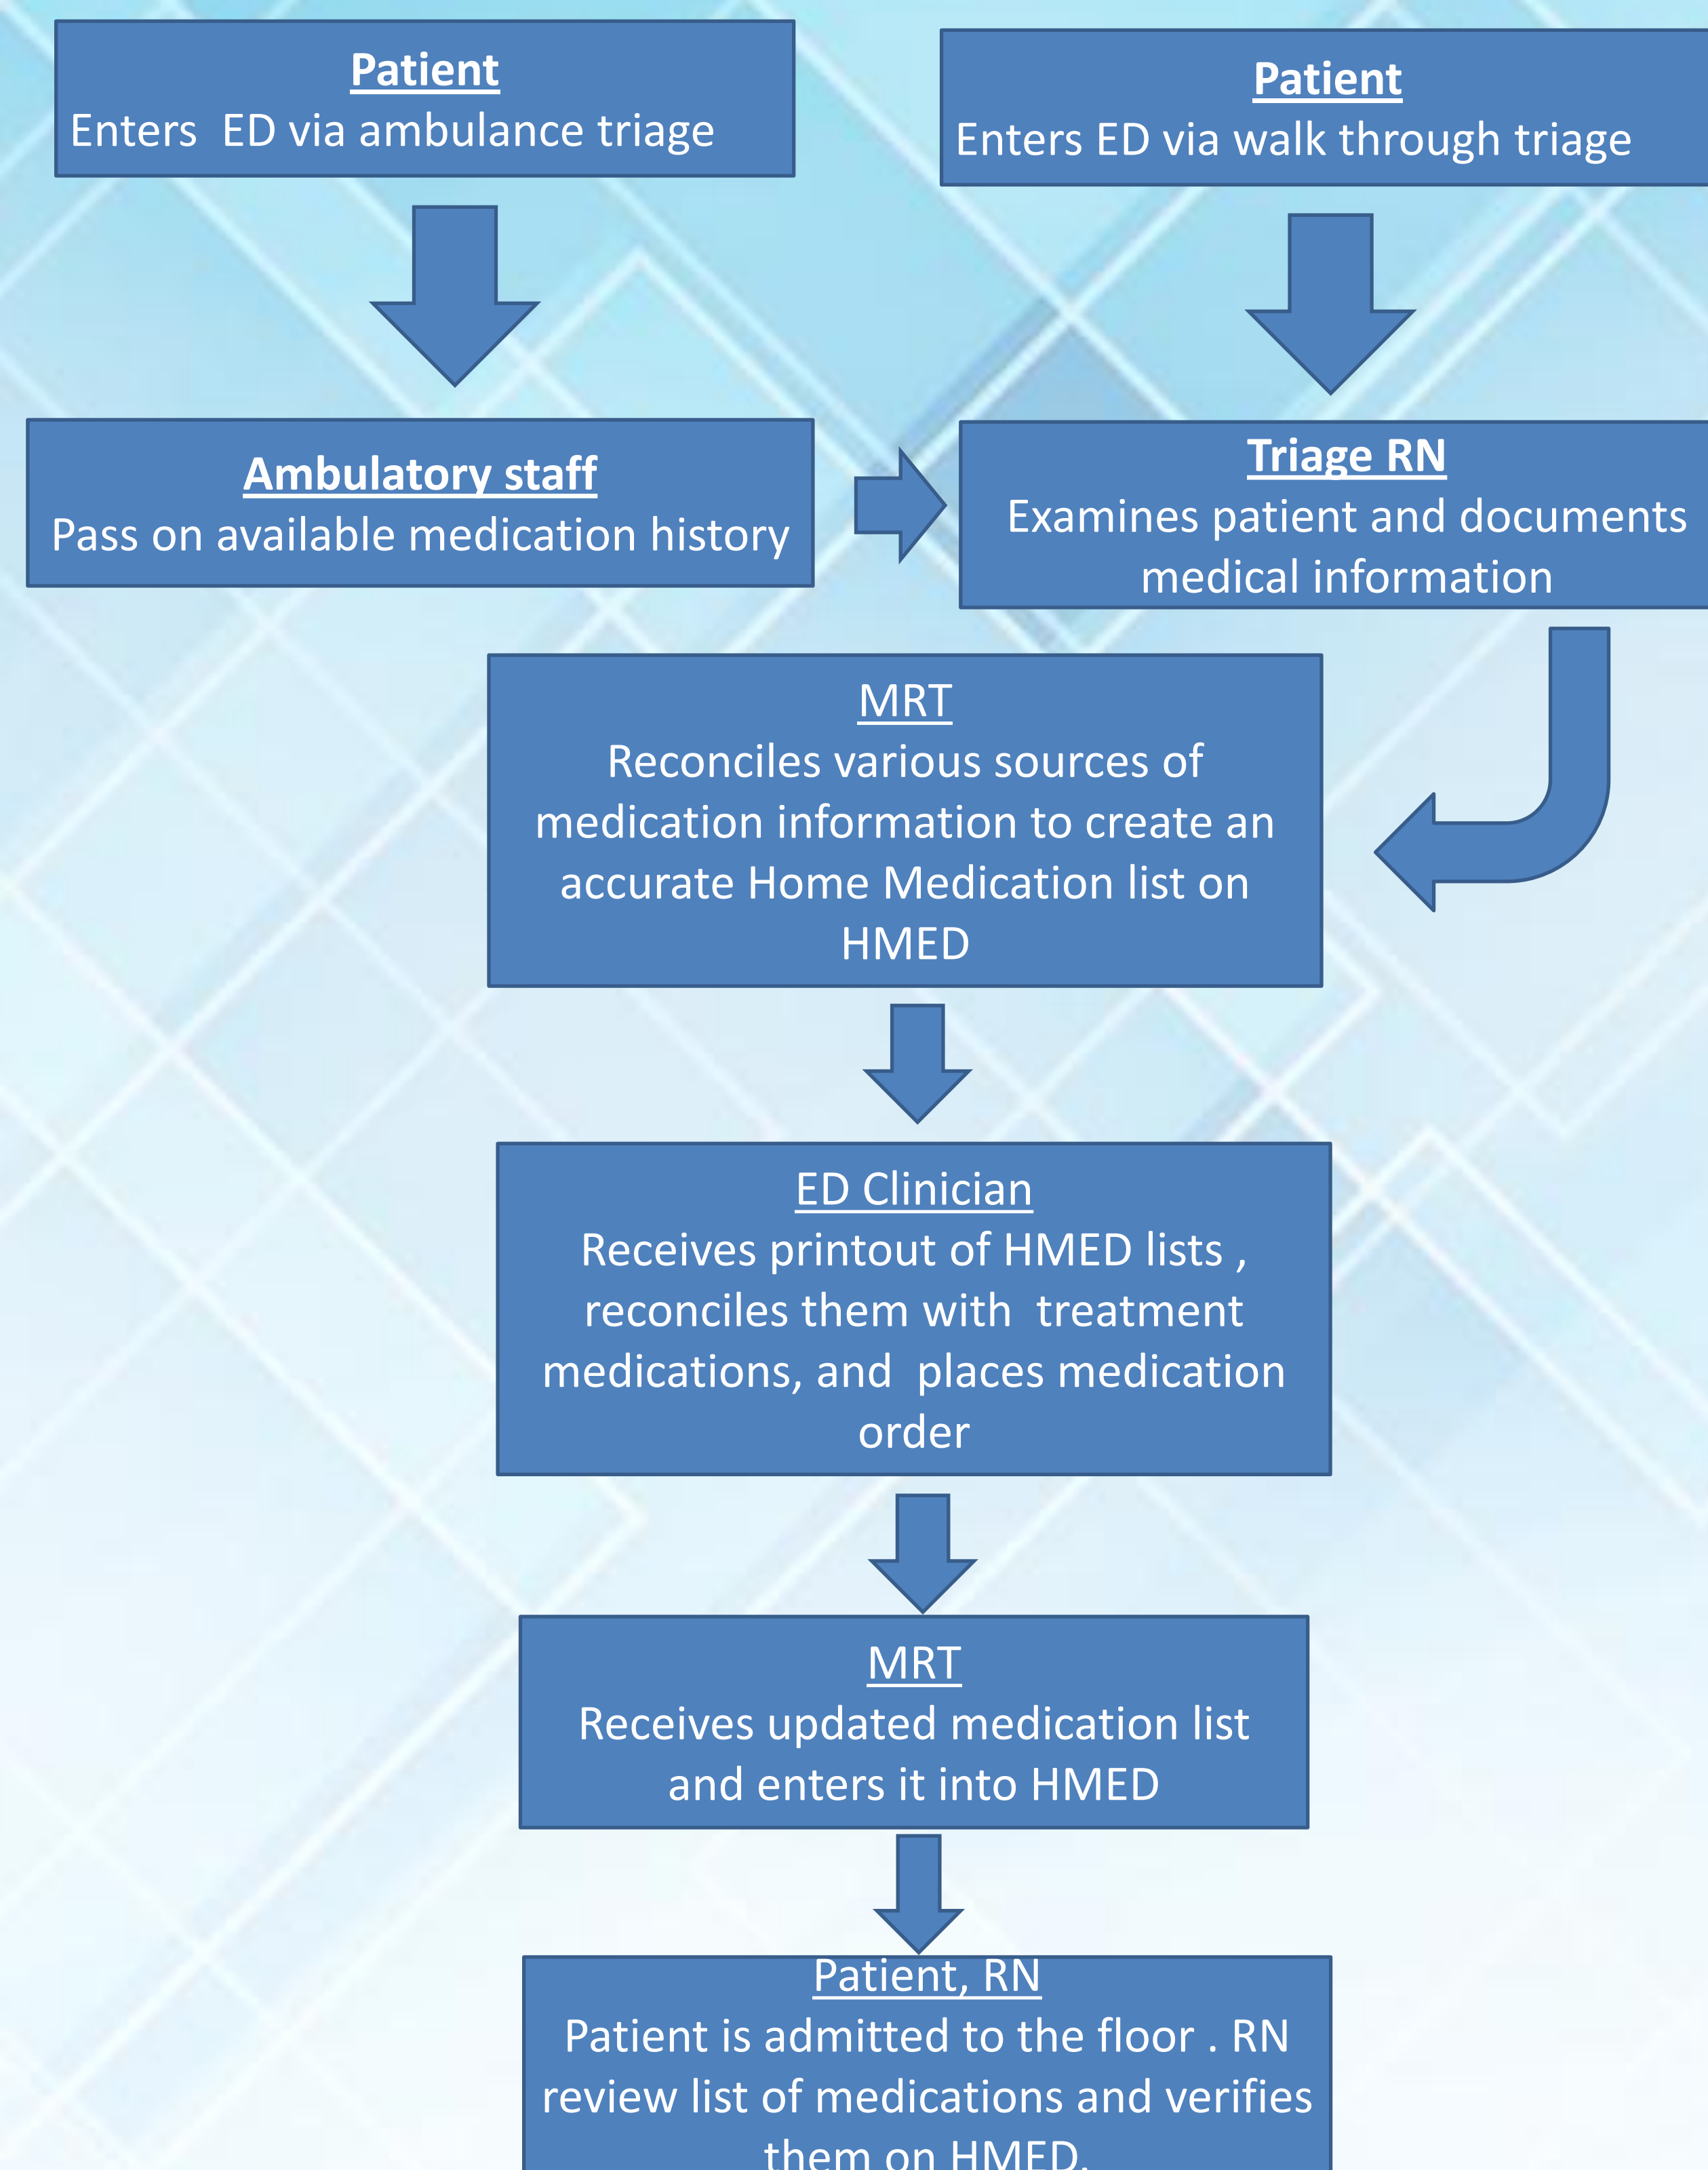 Patient
Enters ED via ambulance triage
Patient
Enters ED via walk through triage
Ambulatory staff
Pass on available medication history
Triage RN
Examines patient and documents
medical information
MRT
Reconciles various sources of
medication information to create an
accurate Home Medication list on
HMED
ED Clinician
Receives printout of HMED lists ,
reconciles them with treatment
medications, and places medication
order
MRT
Receives updated medication list
and enters it into HMED
Patient, RN
Patient is admitted to the floor . RN
review list of medications and verifies
them on HMED.